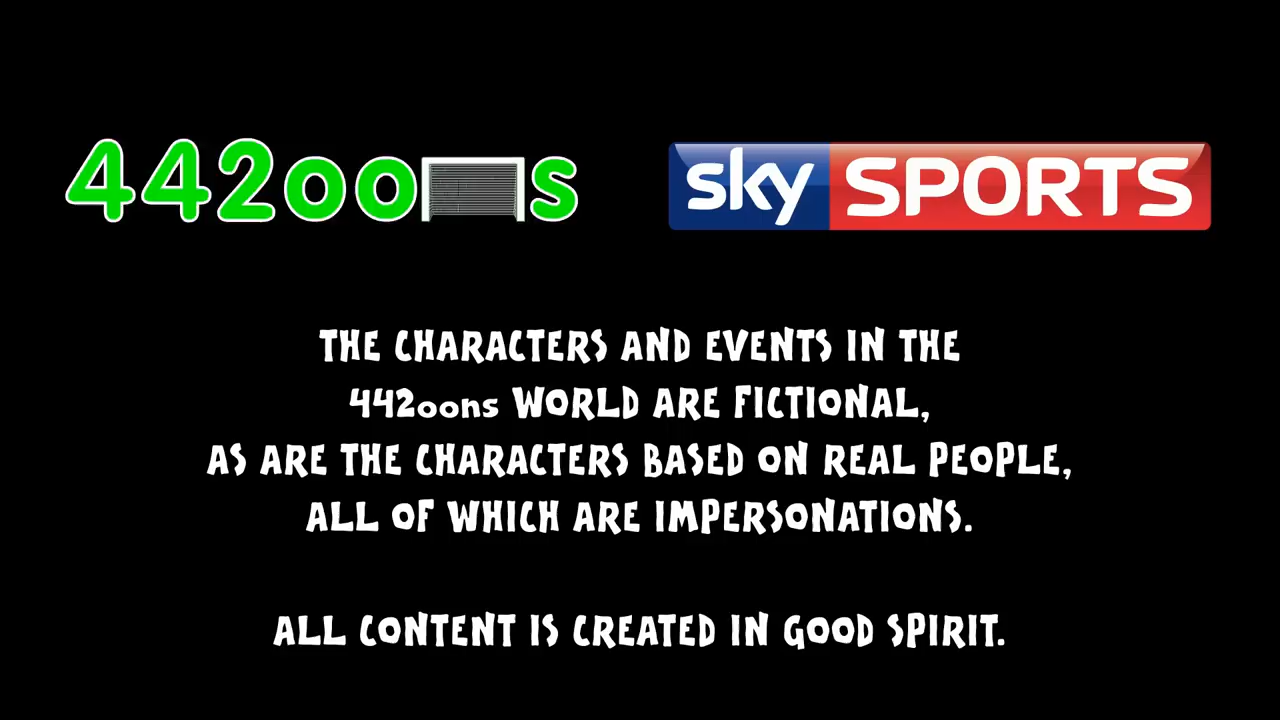 442oons
sky SPORTS
THE CHARACTERS AND EVENTS IN THE
442oons WORLD ARE FICTIONAL,
AS ARE THE CHARACTERS BASED ON REAL PEOPLE,
ALL OF WHICH ARE IMPERSONATIONS.
ALL CONTENT IS CREATED IN GOOD SPIRIT.